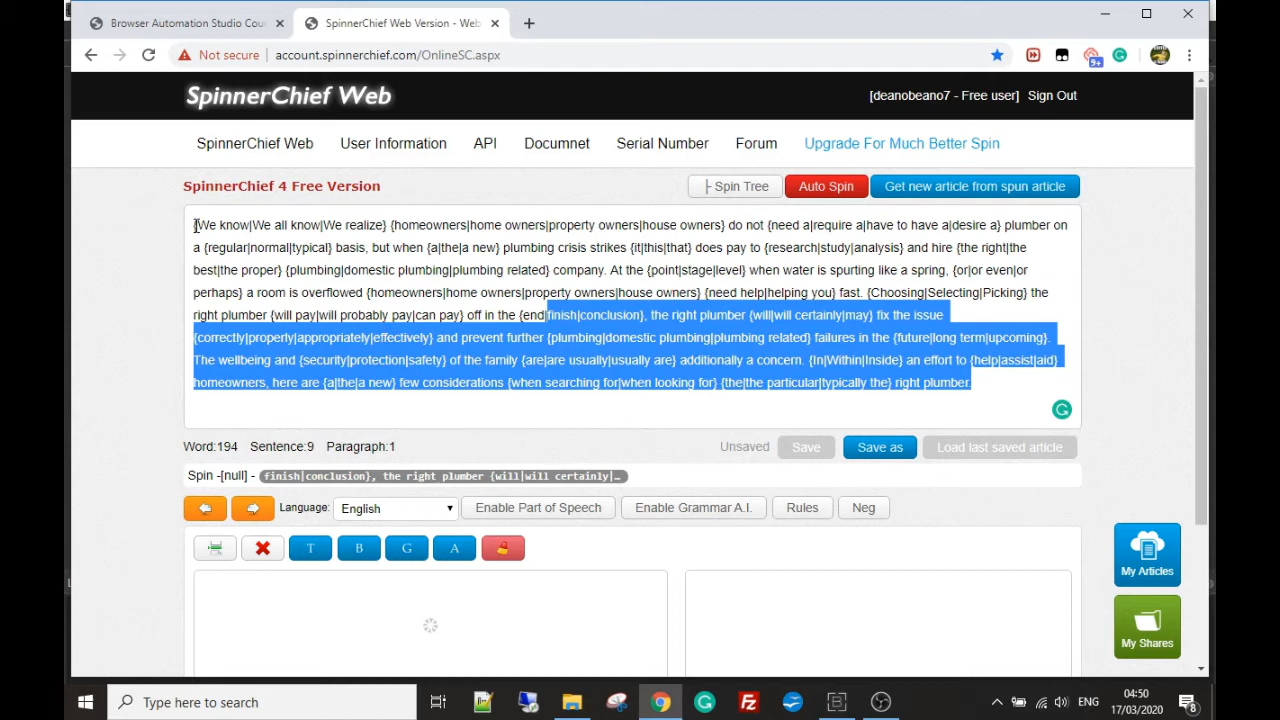 Browser Automation Studio Cou
SpinnerChief Web Version - Web
Not secure
account.spinnerchief.com/OnlineSC.aspx
9+
SpinnerChief Web
[deanobeano7 - Free user]
Sign Out
SpinnerChief Web
User Information
API
Documnet
Serial Number
Forum
Upgrade For Much Better Spin
SpinnerChief 4 Free Version
├ Spin Tree
Auto Spin
Get new article from spun article
{We know|We all know|We realize} {homeowners|home owners|property owners|house owners} do not {need a|require a|have to have a|desire a} plumber on
a {regular|normal|typical} basis, but when {a|the|a new} plumbing crisis strikes {it|this|that} does pay to {research|study|analysis} and hire {the right|the
best|the proper} {plumbing|domestic plumbing|plumbing related} company. At the {point|stage|level} when water is spurting like a spring, {or|or even|or
perhaps} a room is overflowed {homeowners|home owners|property owners|house owners} {need help|helping you} fast. {Choosing|Selecting|Picking} the
right plumber {will pay|will probably pay|can pay} off in the {end|finish|conclusion}, the right plumber {will|will certainly|may} fix the issue
{correctly|properly|appropriately|effectively} and prevent further {plumbing|domestic plumbing|plumbing related} failures in the {future|long term|upcoming}.
The wellbeing and {security|protection|safety} of the family {are|are usually|usually are} additionally a concern. {In|Within|Inside} an effort to {help|assist|aid}
homeowners, here are {a|the|a new} few considerations {when searching for|when looking for} {the|the particular|typically the} right plumber.
Word:194
Sentence:9
Paragraph:1
Unsaved
Save
Save as
Load last saved article
Spin -[null] - finish|conclusion}, the right plumber {will|will certainly|…
Language:
English
Enable Part of Speech
Enable Grammar A.I.
Rules
Neg
T
B
G
A
My Articles
My Shares
Type here to search
ENG
04:50
17/03/2020
8